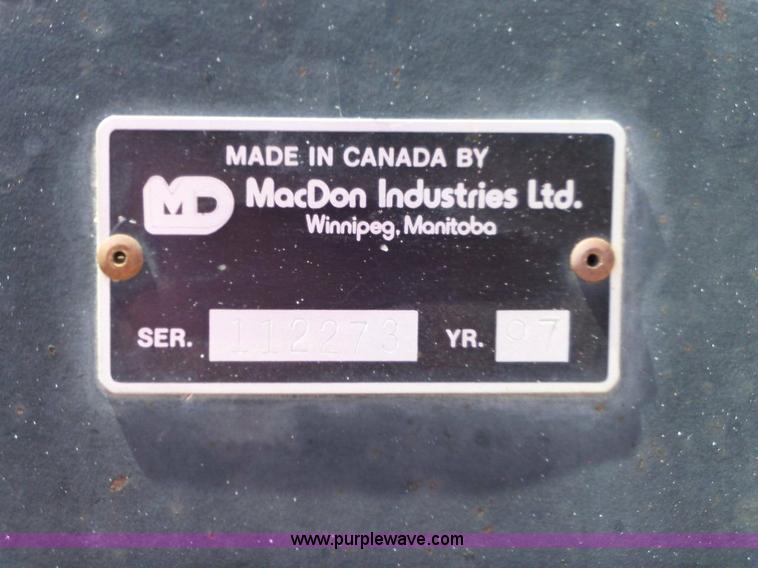 MADE IN CANADA BY
MD MacDon Industries Ltd.
Winnipeg, Manitoba
SER. 112273 YR. 97
www.purplewave.com